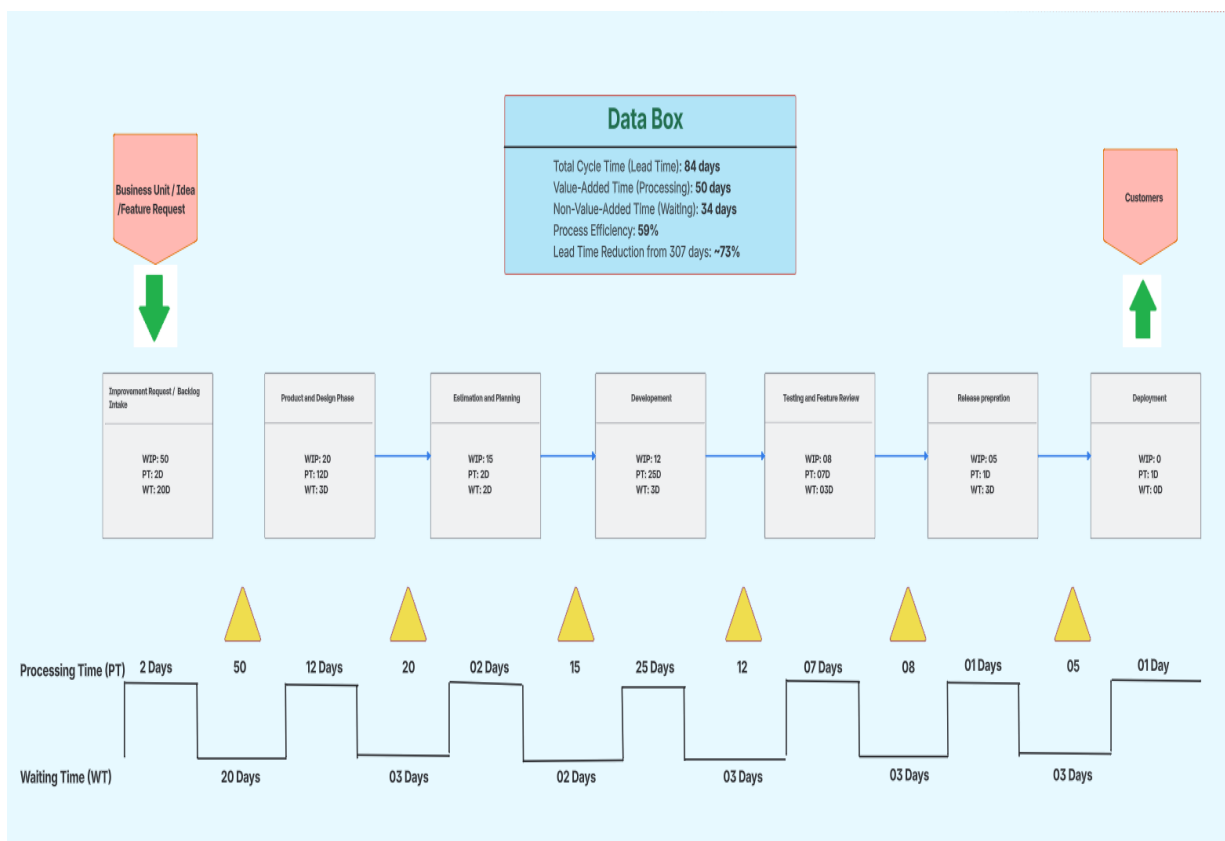 Data Box
Total Cycle Time (Lead Time): 84 days
Value-Added Time (Processing): 50 days
Non-Value-Added Time (Waiting): 34 days
Process Efficiency: 59%
Lead Time Reduction from 307 days: ~73%
Business Unit / Idea
/Feature Request
Customers
Improvement Request / Backlog
Intake
WIP: 50
PT: 2D
WT: 20D
Product and Design Phase
WIP: 20
PT: 12D
WT: 3D
Estimation and Planning
WIP: 15
PT: 2D
WT: 2D
Developement
WIP: 12
PT: 25D
WT: 3D
Testing and Feature Review
WIP: 08
PT: 07D
WT: 03D
Release prepration
WIP: 05
PT: 1D
WT: 3D
Deployment
WIP: 0
PT: 1D
WT: 0D
Processing Time (PT) 2 Days 50 12 Days 20 02 Days 15 25 Days 12 07 Days 08 01 Days 05 01 Day
Waiting Time (WT) 20 Days 03 Days 02 Days 03 Days 03 Days 03 Days